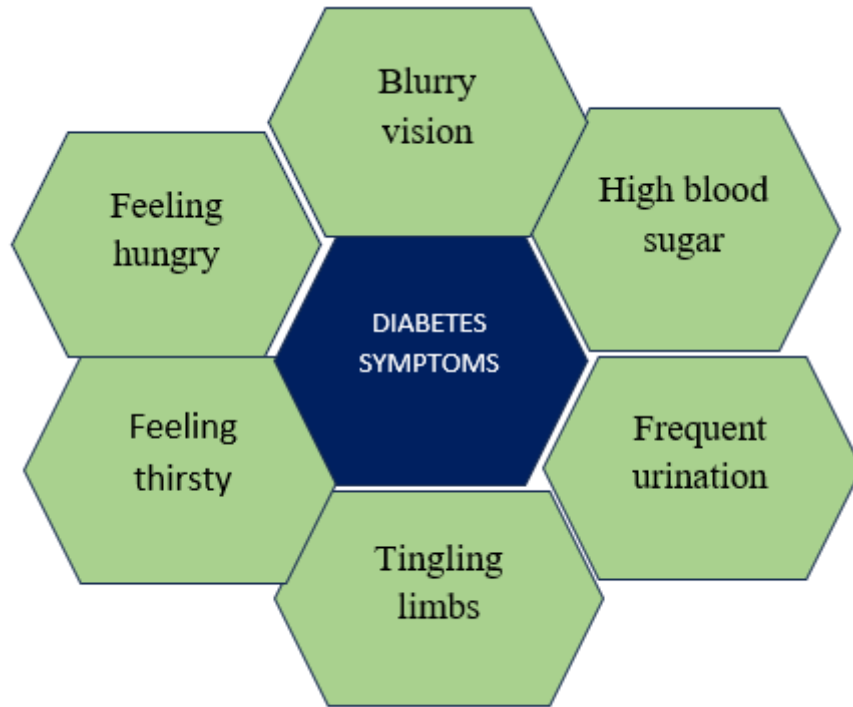 Blurry
vision
High blood
sugar
Feeling
hungry
DIABETES
SYMPTOMS
Feeling
thirsty
Frequent
urination
Tingling
limbs